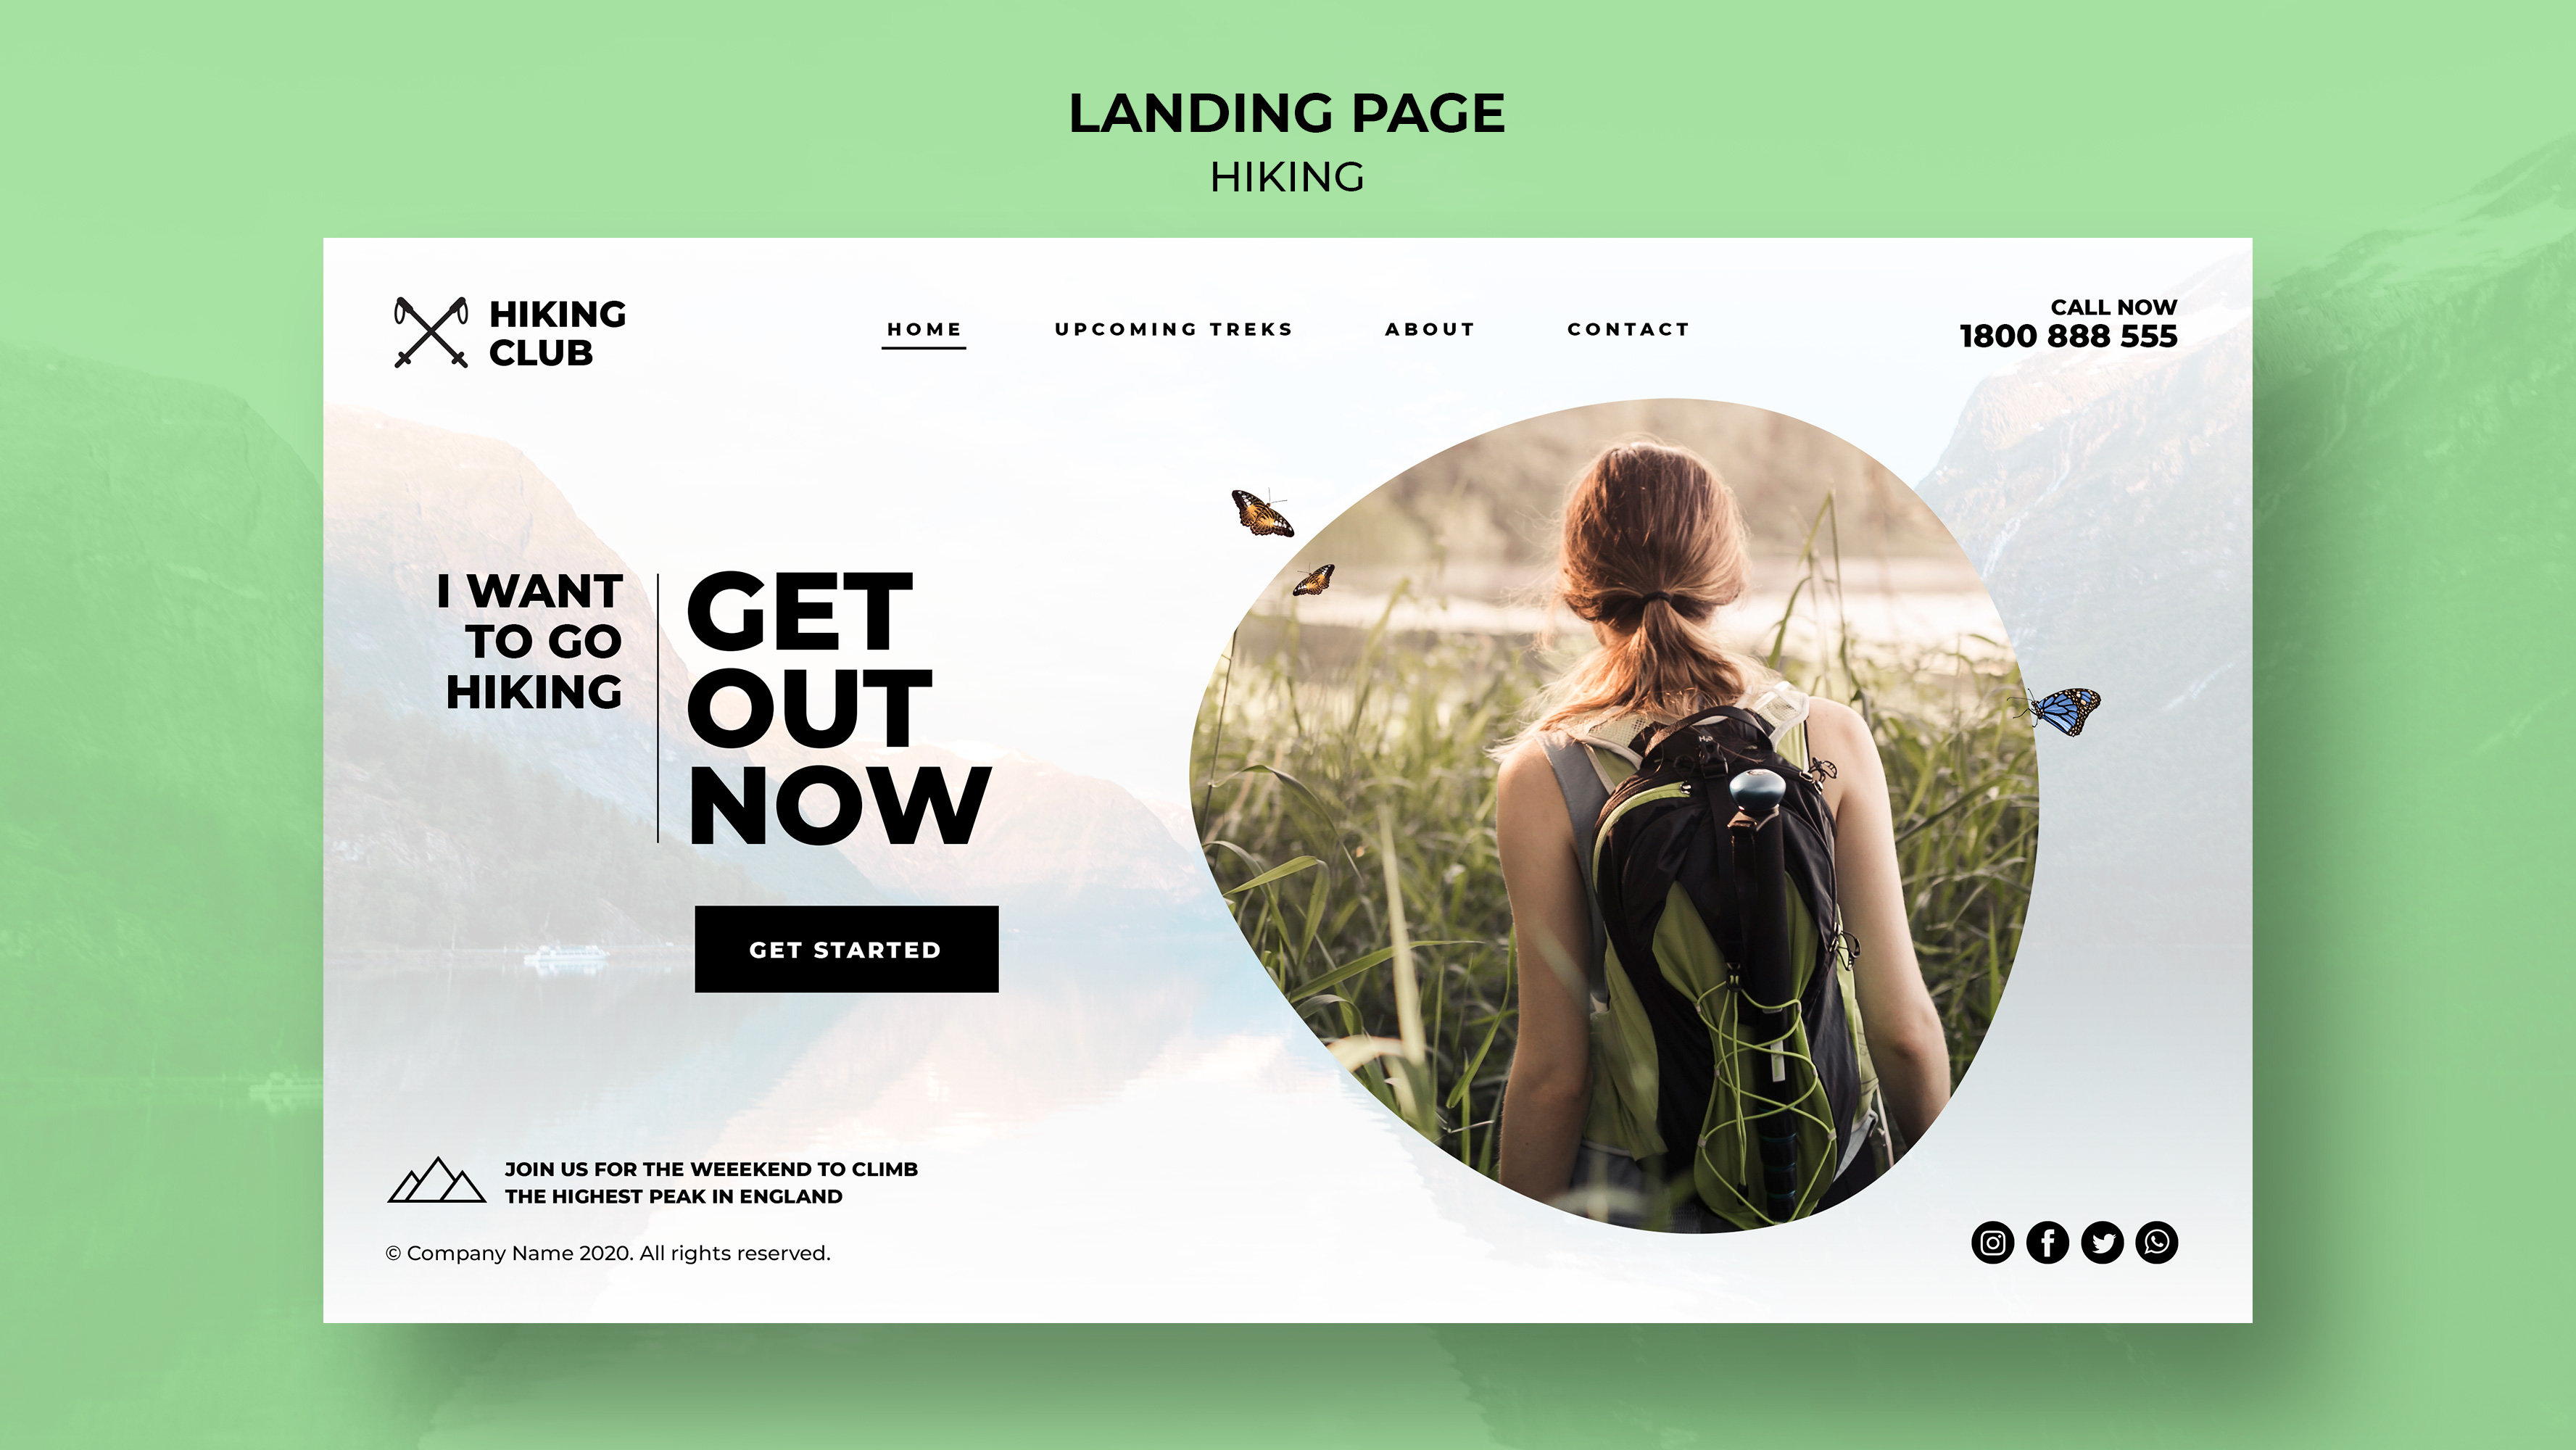 LANDING PAGE
HIKING
HIKING
CLUB
HOME
UPCOMING TREKS
ABOUT
CONTACT
CALL NOW
1800 888 555
I WANT
TO GO
HIKING
GET
OUT
NOW
GET STARTED
JOIN US FOR THE WEEEKEND TO CLIMB
THE HIGHEST PEAK IN ENGLAND
© Company Name 2020. All rights reserved.